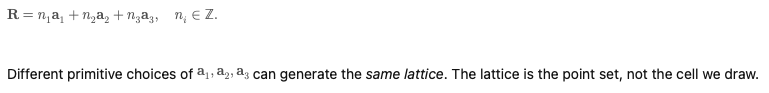 R = n₁a₁ + n₂a₂ + n₃a₃, nᵢ ∈ ℤ.
Different primitive choices of a₁, a₂, a₃ can generate the same lattice. The lattice is the point set, not the cell we draw.